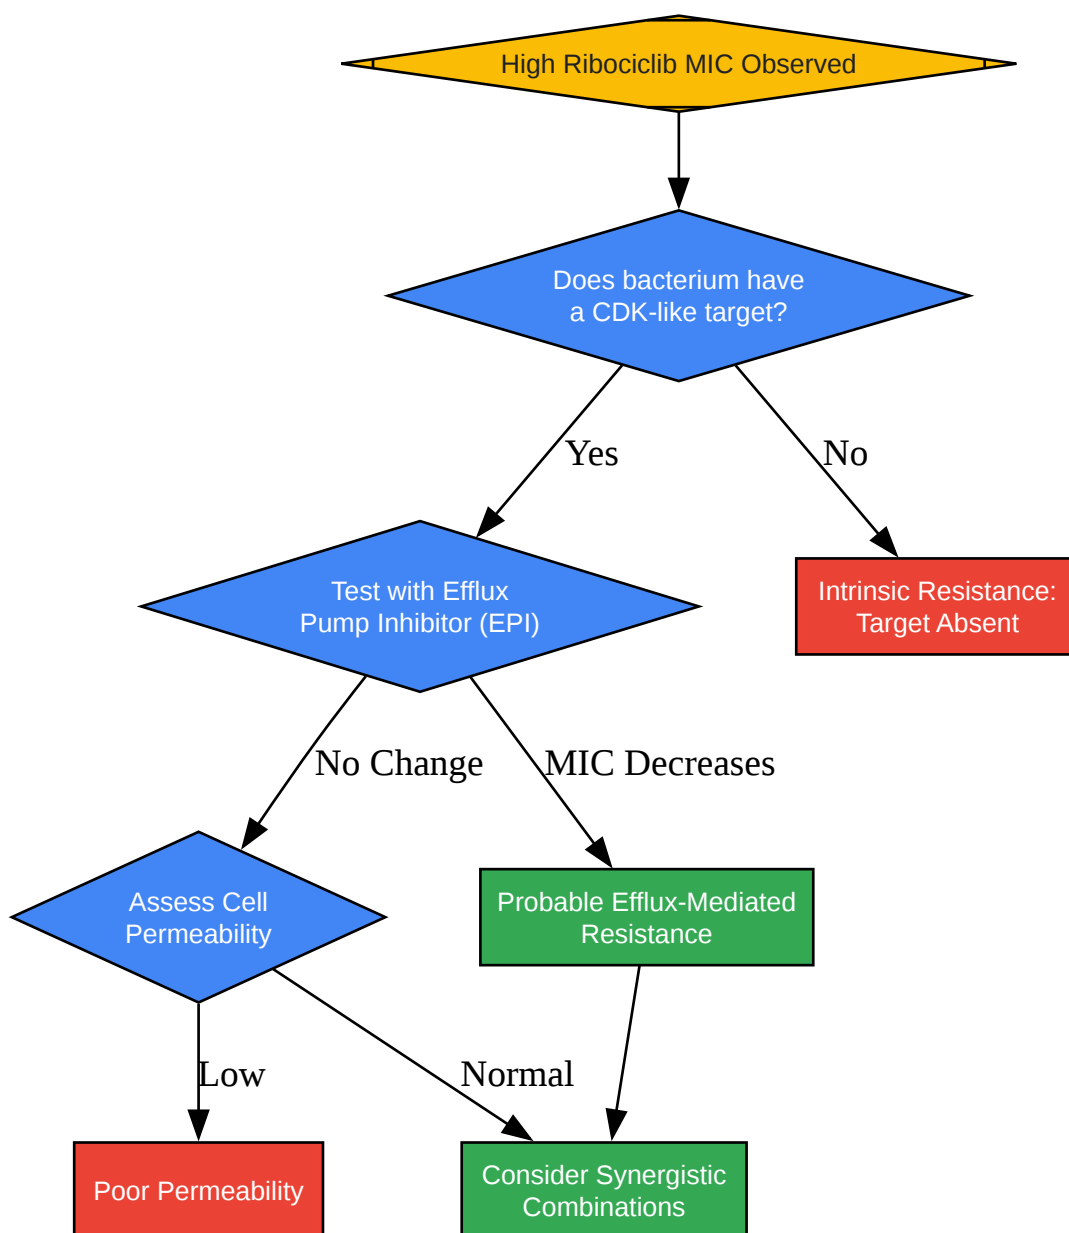 High Ribociclib MIC Observed
Does bacterium have
a CDK-like target?
Yes
No
Test with Efflux
Pump Inhibitor (EPI)
Intrinsic Resistance:
Target Absent
No Change
MIC Decreases
Assess Cell
Permeability
Probable Efflux-Mediated
Resistance
Low
Normal
Poor Permeability
Consider Synergistic
Combinations